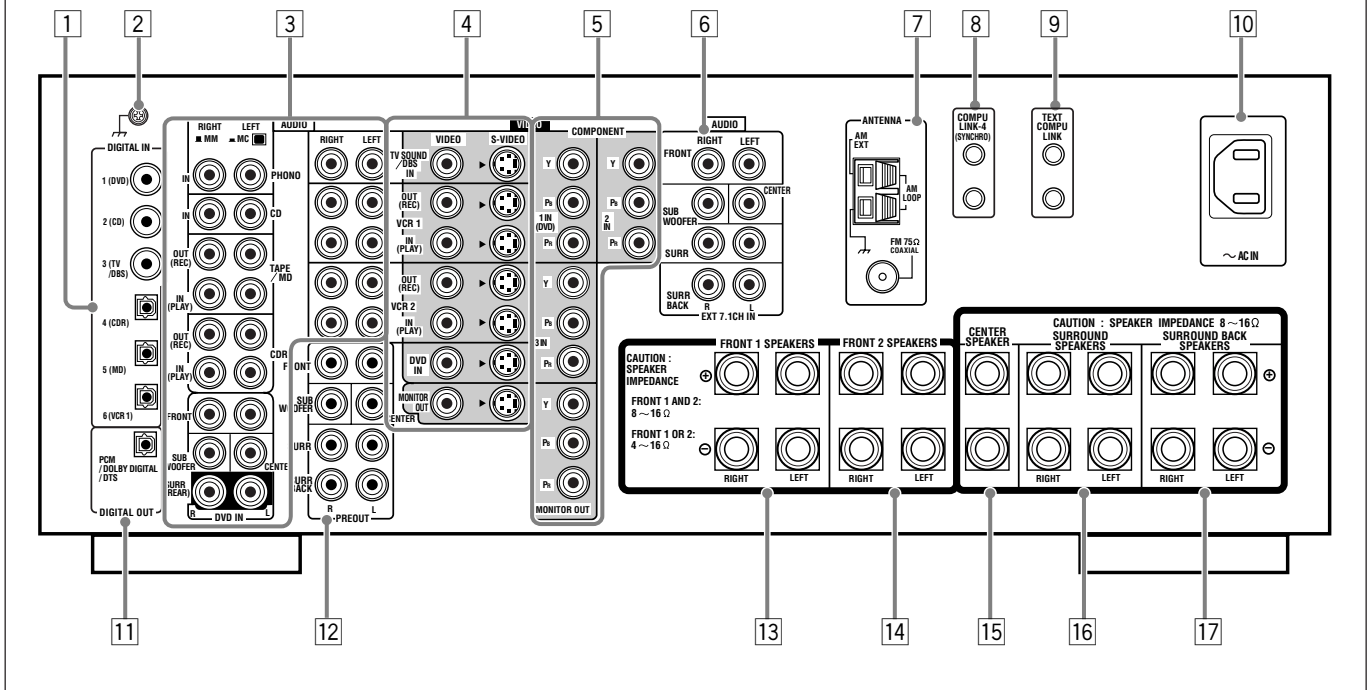 1
2
3
4
5
6
7
8
9
10
DIGITAL IN
1 (DVD)
2 (CD)
3 (TV
/DBS)
4 (CDR)
5 (MD)
6 (VCR 1)
PCM
/DOLBY DIGITAL
/DTS
DIGITAL OUT
RIGHT
LEFT
MM
MC
AUDIO
IN
PHONO
IN
CD
OUT
(REC)
IN
(PLAY)
TAPE
/MD
OUT
(REC)
IN
(PLAY)
CDR
FRONT
SUB
WOOFER
CENTER
SURR
(REAR)
R
L
DVD IN
RIGHT
LEFT
FRONT
SUB
WOOFER
CENTER
SURR
SURR
BACK
R
L
PREOUT
VIDEO
VIDEO
S-VIDEO
TV SOUND
/DBS
IN
OUT
(REC)
VCR 1
IN
(PLAY)
OUT
(REC)
VCR 2
IN
(PLAY)
DVD
IN
MONITOR
OUT
COMPONENT
Y
PB
1 IN
(DVD)
PR
Y
PB
2
IN
PR
Y
PB
3 IN
PR
Y
PB
PR
MONITOR OUT
AUDIO
RIGHT
LEFT
FRONT
CENTER
SUB
WOOFER
SURR
SURR
BACK
R
L
EXT 7.1CH IN
ANTENNA
AM
EXT
AM
LOOP
FM 75Ω
COAXIAL
COMPU
LINK-4
(SYNCHRO)
TEXT
COMPU
LINK
∼ AC IN
FRONT 1 SPEAKERS
FRONT 2 SPEAKERS
CAUTION :
SPEAKER
IMPEDANCE
FRONT 1 AND 2:
8∼16 Ω
FRONT 1 OR 2:
4∼16 Ω
RIGHT
LEFT
RIGHT
LEFT
CAUTION : SPEAKER IMPEDANCE 8∼16Ω
CENTER
SPEAKER
SURROUND
SPEAKERS
SURROUND BACK
SPEAKERS
RIGHT
LEFT
RIGHT
LEFT
11
12
13
14
15
16
17